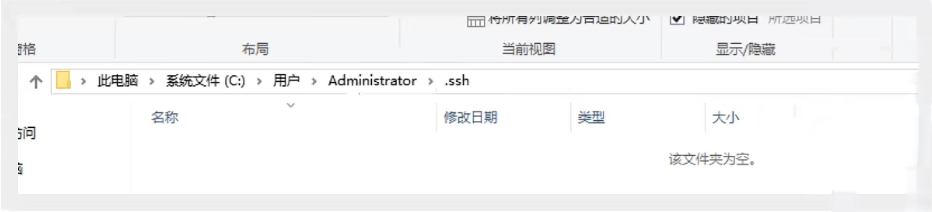 将所有列调整为合适的大小 隐藏的项目 所选项目
窗格 布局 当前视图 显示/隐藏
此电脑 › 系统文件 (C:) › 用户 › Administrator › .ssh
名称 修改日期 类型 大小
访问
该文件夹为空。
脑